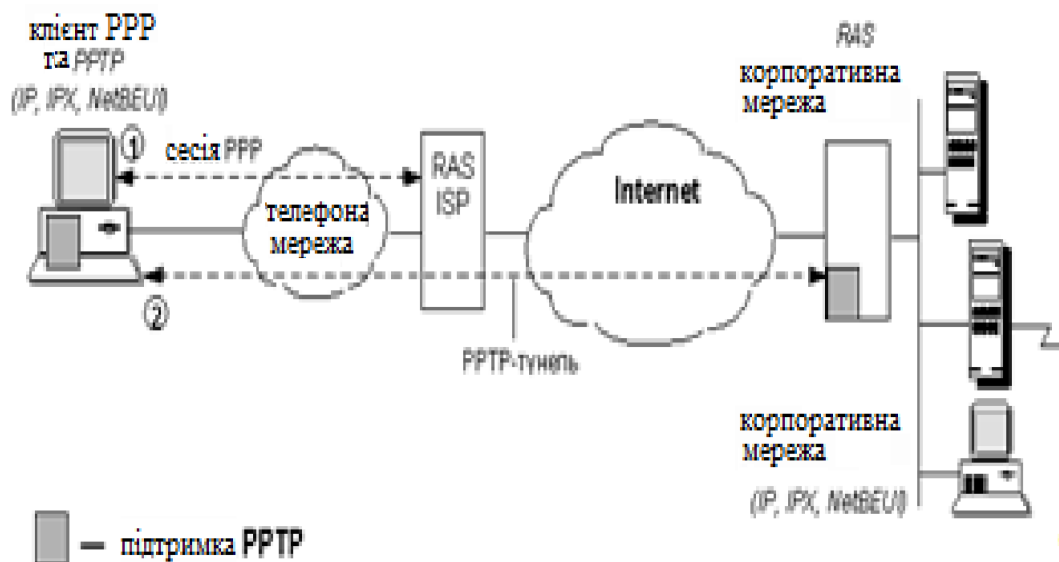 клієнт PPP
та PPTP
(IP, IPX, NetBEUI)
1
сесія PPP
телефона
мережа
RAS
ISP
Internet
RAS
корпоративна
мережа
2
PPTP-тунель
корпоративна
мережа
(IP, IPX, NetBEUI)
– підтримка PPTP